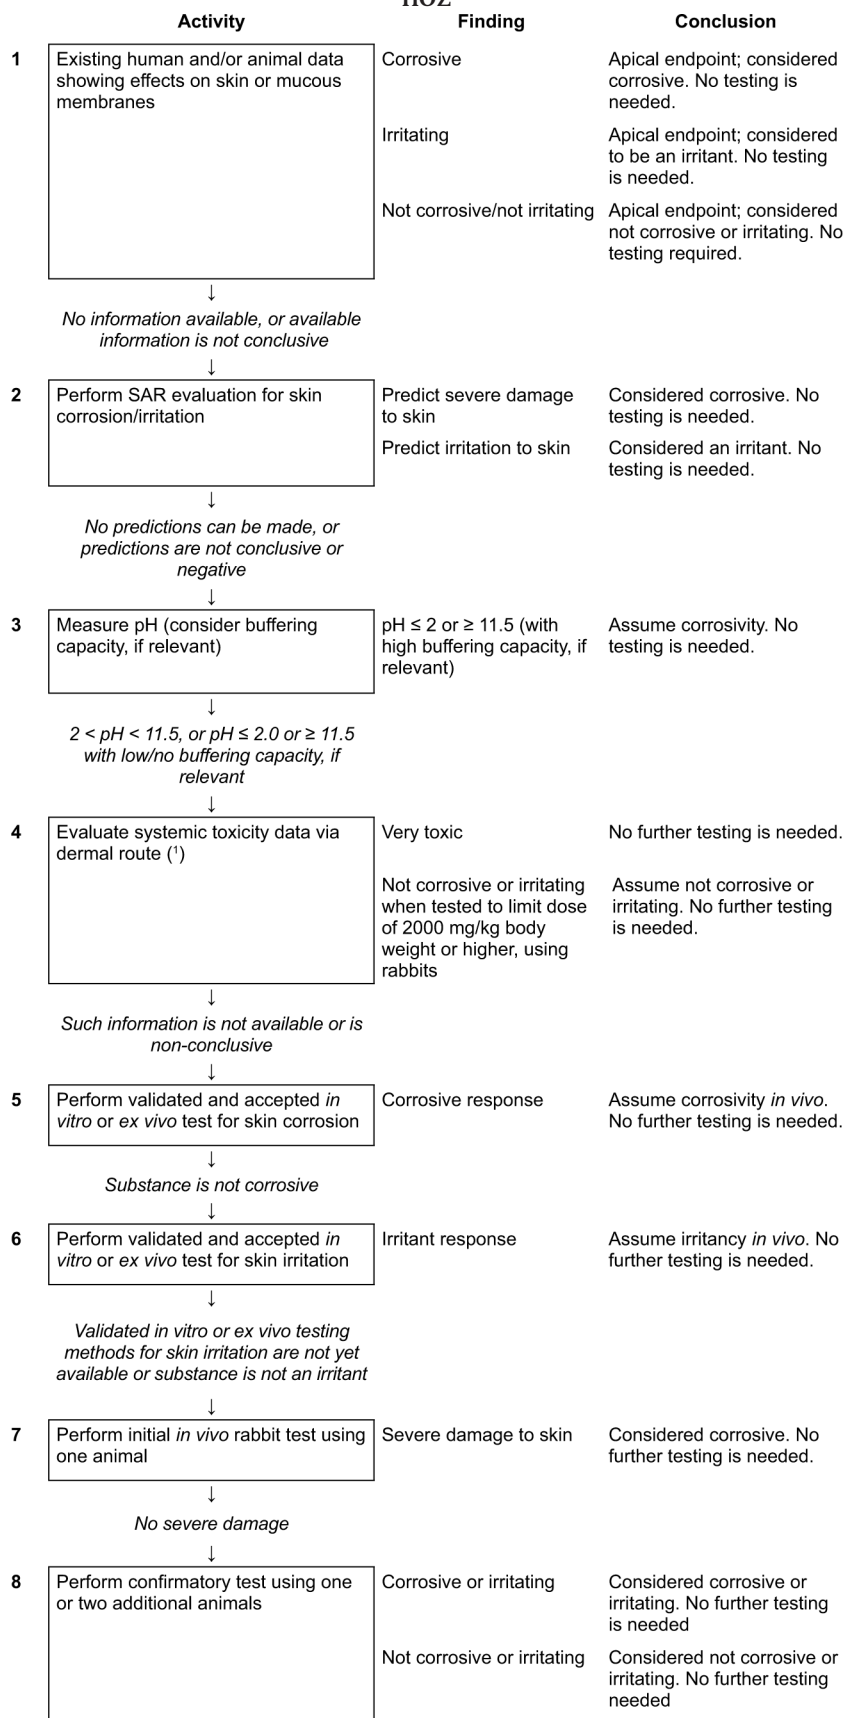 Activity Finding Conclusion
1 Existing human and/or animal data Corrosive Apical endpoint; considered
showing effects on skin or mucous corrosive. No testing is
membranes needed.
Irritating Apical endpoint; considered
to be an irritant. No testing
is needed.
Not corrosive/not irritating Apical endpoint; considered
not corrosive or irritating. No
testing required.
↓
No information available, or available
information is not conclusive
↓
2 Perform SAR evaluation for skin Predict severe damage Considered corrosive. No
corrosion/irritation to skin testing is needed.
Predict irritation to skin Considered an irritant. No
testing is needed.
↓
No predictions can be made, or
predictions are not conclusive or
negative
↓
3 Measure pH (consider buffering pH ≤ 2 or ≥ 11.5 (with Assume corrosivity. No
capacity, if relevant) high buffering capacity, if testing is needed.
relevant)
↓
2 < pH < 11.5, or pH ≤ 2.0 or ≥ 11.5
with low/no buffering capacity, if
relevant
↓
4 Evaluate systemic toxicity data via Very toxic No further testing is needed.
dermal route (¹)
Not corrosive or irritating Assume not corrosive or
when tested to limit dose irritating. No further testing
of 2000 mg/kg body is needed.
weight or higher, using
rabbits
↓
Such information is not available or is
non-conclusive
↓
5 Perform validated and accepted in Corrosive response Assume corrosivity in vivo.
vitro or ex vivo test for skin corrosion No further testing is needed.
↓
Substance is not corrosive
↓
6 Perform validated and accepted in Irritant response Assume irritancy in vivo. No
vitro or ex vivo test for skin irritation further testing is needed.
↓
Validated in vitro or ex vivo testing
methods for skin irritation are not yet
available or substance is not an irritant
↓
7 Perform initial in vivo rabbit test using Severe damage to skin Considered corrosive. No
one animal further testing is needed.
↓
No severe damage
↓
8 Perform confirmatory test using one Corrosive or irritating Considered corrosive or
or two additional animals irritating. No further testing
is needed
Not corrosive or irritating Considered not corrosive or
irritating. No further testing
needed